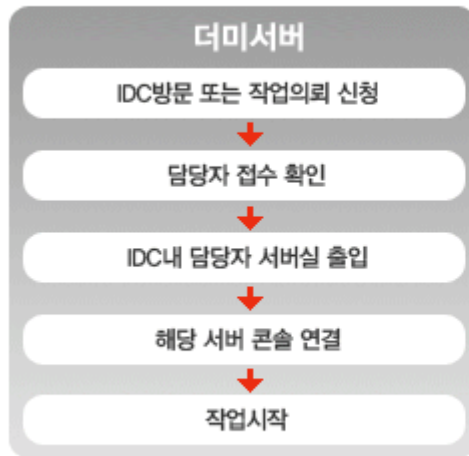 더미서버
IDC방문 또는 작업의뢰 신청
담당자 접수 확인
IDC내 담당자 서버실 출입
해당 서버 콘솔 연결
작업시작